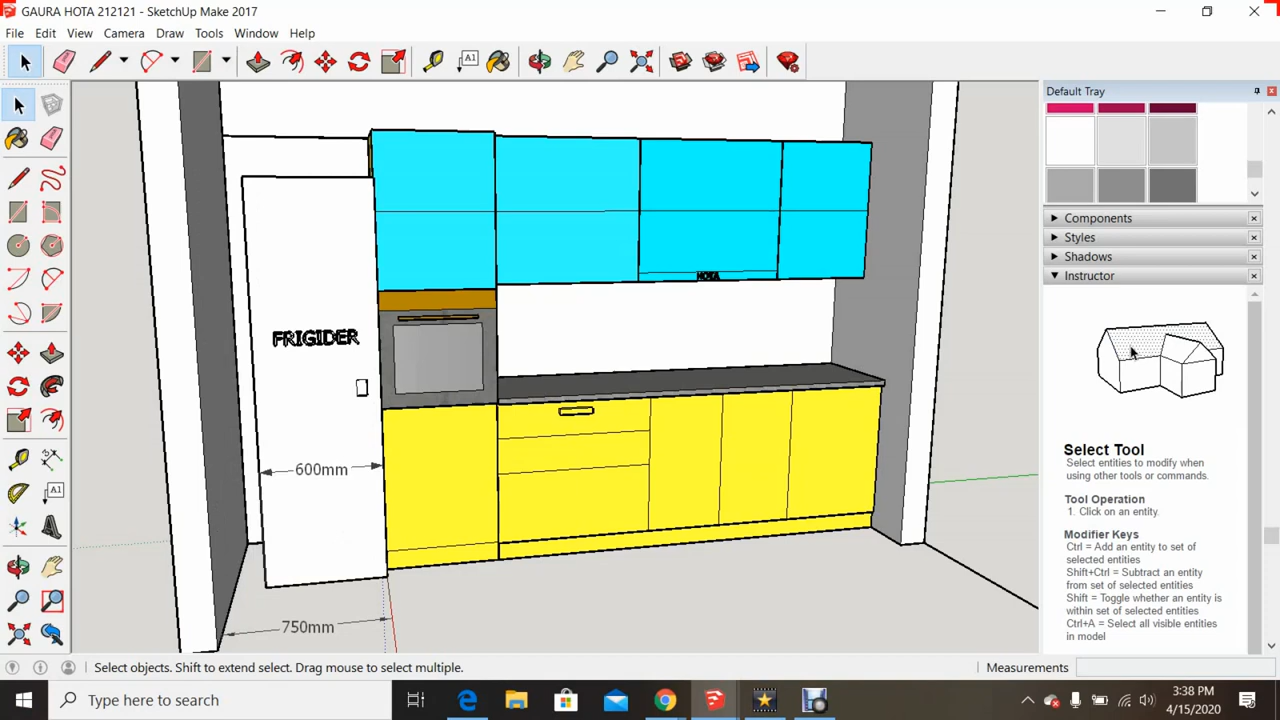 GAURA HOTA 212121 - SketchUp Make 2017
File Edit View Camera Draw Tools Window Help
A1
Default Tray
Components
Styles
Shadows
Instructor
HOTA
FRIGIDER
600mm
750mm
A1
Select Tool
Select entities to modify when
using other tools or commands.
Tool Operation
1. Click on an entity.
Modifier Keys
Ctrl = Add an entity to set of
selected entities
Shift+Ctrl = Subtract an entity
from set of selected entities
Shift = Toggle whether an entity is
within set of selected entities
Ctrl+A = Select all visible entities
in model
Select objects. Shift to extend select. Drag mouse to select multiple.
Measurements
Type here to search
3:38 PM
4/15/2020